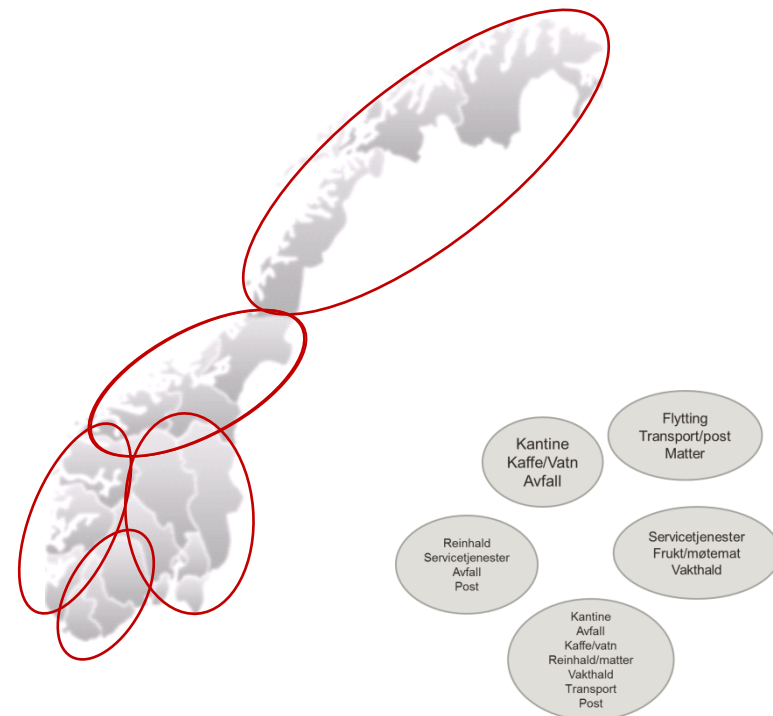 Flytting
Transport/post
Matter
Kantine
Kaffe/Vatn
Avfall
Servicetjenester
Frukt/møtemat
Vakthald
Reinhald
Servicetjenester
Avfall
Post
Kantine
Avfall
Kaffe/vatn
Reinhald/matter
Vakthald
Transport
Post